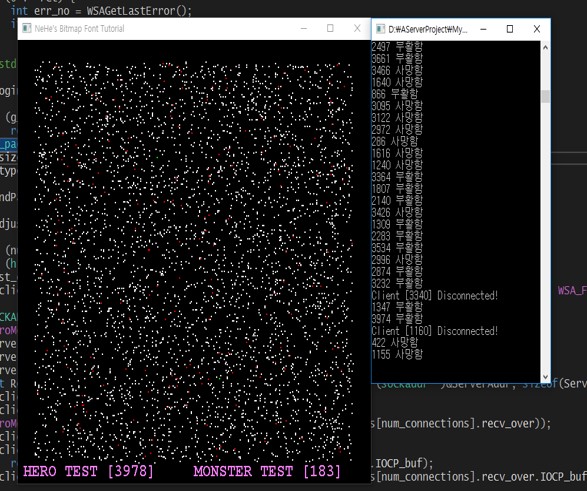 int err_no = WSAGetLastError();
NeHe's Bitmap Font Tutorial
D:\AServerProject\My...
2497 부활함
3661 부활함
3466 사망함
1640 사망함
866 부활함
3095 사망함
3122 사망함
2972 사망함
286 사망함
1616 사망함
1240 사망함
3364 부활함
1807 부활함
2140 부활함
3426 사망함
1309 부활함
2283 부활함
3534 부활함
2996 사망함
2874 부활함
3232 부활함
Client [3340] Disconnected!
1347 부활함
3974 부활함
Client [1160] Disconnected!
422 사망함
1155 사망함
WSA_F
s[num_connections].recv_over));
.IOCP_buf);
s[num_connections].recv_over.IOCP_buf
HERO TEST [3978] MONSTER TEST [183]